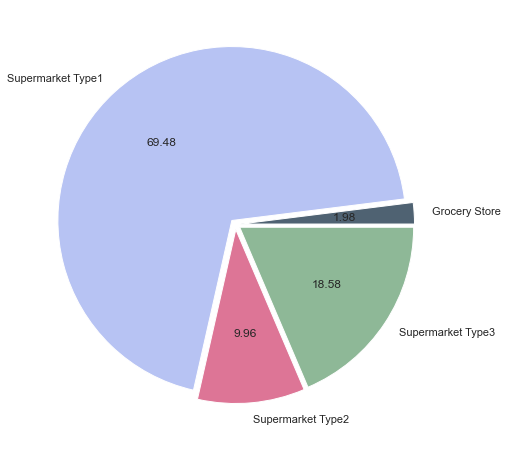 Supermarket Type1
69.48
Grocery Store
1.98
18.58
Supermarket Type3
9.96
Supermarket Type2